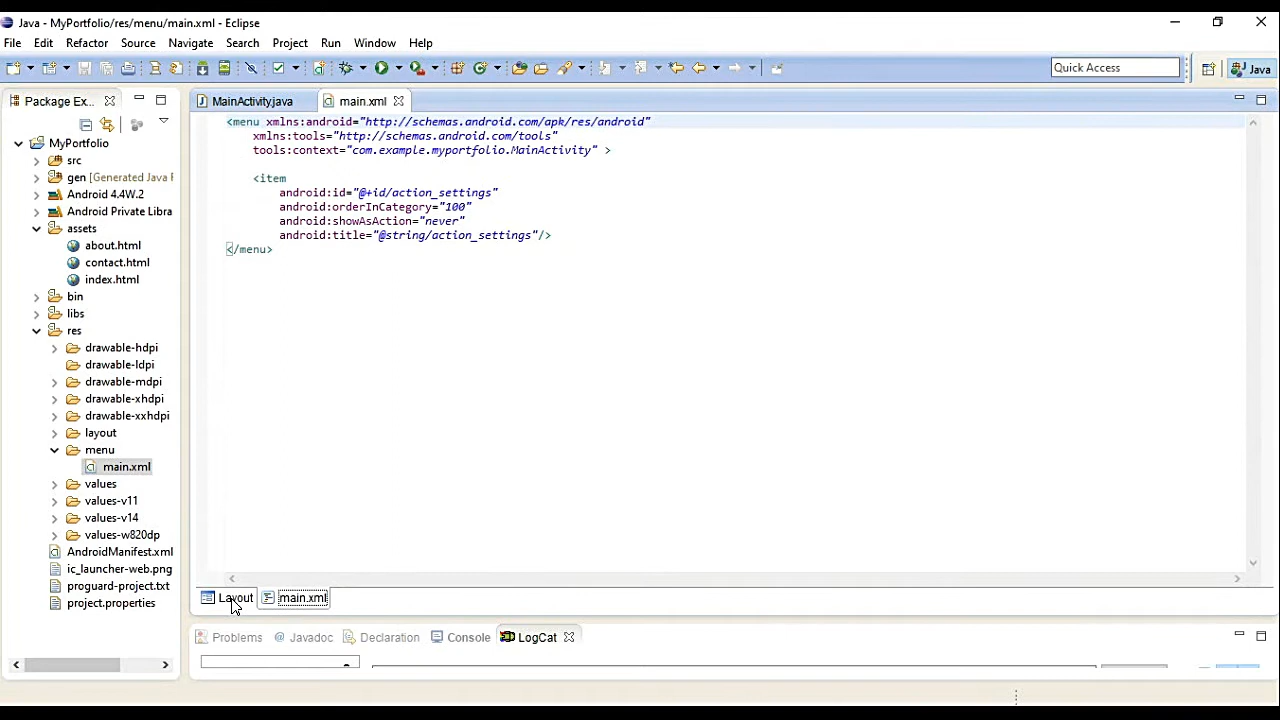 Java - MyPortfolio/res/menu/main.xml - Eclipse
File Edit Refactor Source Navigate Search Project Run Window Help
Quick Access
Java
Package Ex...
MainActivity.java
main.xml
MyPortfolio
src
gen [Generated Java F
Android 4.4W.2
Android Private Libra
assets
about.html
contact.html
index.html
bin
libs
res
drawable-hdpi
drawable-ldpi
drawable-mdpi
drawable-xhdpi
drawable-xxhdpi
layout
menu
main.xml
values
values-v11
values-v14
values-w820dp
AndroidManifest.xml
ic_launcher-web.png
proguard-project.txt
project.properties
<menu xmlns:android="http://schemas.android.com/apk/res/android"
xmlns:tools="http://schemas.android.com/tools"
tools:context="com.example.myportfolio.MainActivity" >
<item
android:id="@+id/action_settings"
android:orderInCategory="100"
android:showAsAction="never"
android:title="@string/action_settings"/>
</menu>
Layout main.xml
Problems @ Javadoc Declaration Console LogCat